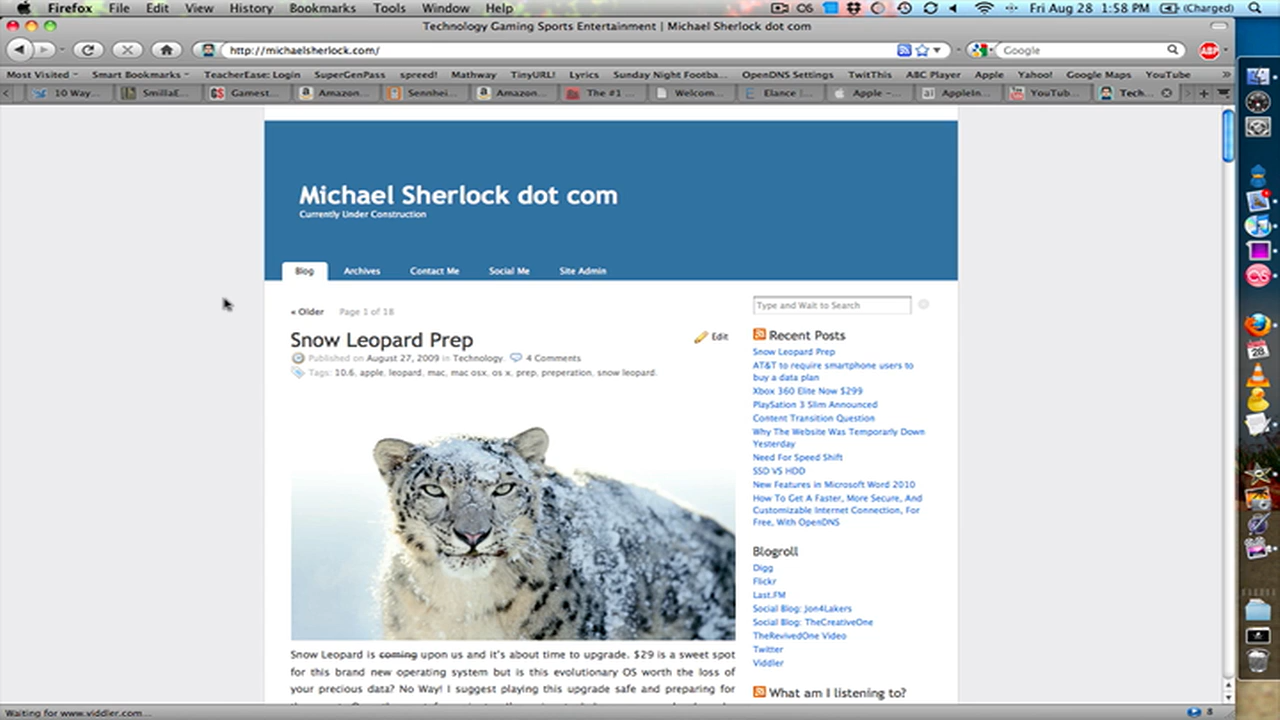 Firefox File Edit View History Bookmarks Tools Window Help
Fri Aug 28 1:58 PM (Charged)
Technology Gaming Sports Entertainment | Michael Sherlock dot com
http://michaelsherlock.com/
Google
ABP
Most Visited Smart Bookmarks TeacherEase: Login SuperGenPass spreed! Mathway TinyURL! Lyrics Sunday Night Footba... OpenDNS Settings TwitThis ABC Player Apple Yahoo! Google Maps YouTube
10 Way... SmillaE... Gamest... Amazon... Sennhei... Amazon... The #1 ... Welcom... Elance |... Apple –... AppleIn... YouTub... Tech...
Michael Sherlock dot com
Currently Under Construction
Blog Archives Contact Me Social Me Site Admin
« Older Page 1 of 18
Snow Leopard Prep
Edit
Published on August 27, 2009 in Technology. 4 Comments
Tags: 10.6, apple, leopard, mac, mac osx, os x, prep, preperation, snow leopard.
Snow Leopard is coming upon us and it's about time to upgrade. $29 is a sweet spot
for this brand new operating system but is this evolutionary OS worth the loss of
your precious data? No Way! I suggest playing this upgrade safe and preparing for
Type and Wait to Search
Recent Posts
Snow Leopard Prep
AT&T to require smartphone users to
buy a data plan
Xbox 360 Elite Now $299
PlaySation 3 Slim Announced
Content Transition Question
Why The Website Was Temporarly Down
Yesterday
Need For Speed Shift
SSD VS HDD
New Features in Microsoft Word 2010
How To Get A Faster, More Secure, And
Customizable Internet Connection, For
Free, With OpenDNS
Blogroll
Digg
Flickr
Last.FM
Social Blog: Jon4Lakers
Social Blog: TheCreativeOne
TheRevivedOne Video
Twitter
Viddler
What am I listening to?
Waiting for www.viddler.com...
8
28